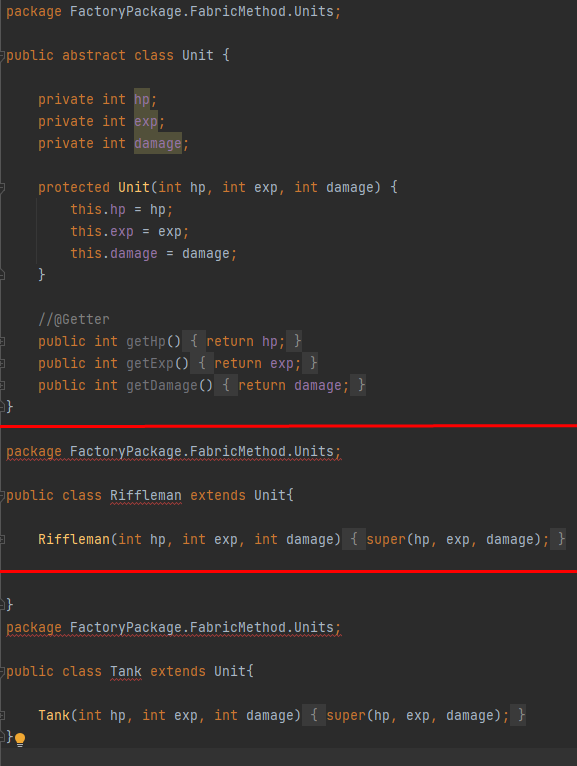 package FactoryPackage.FabricMethod.Units;
public abstract class Unit {
private int hp;
private int exp;
private int damage;
protected Unit(int hp, int exp, int damage) {
this.hp = hp;
this.exp = exp;
this.damage = damage;
}
//@Getter
public int getHp() { return hp; }
public int getExp() { return exp; }
public int getDamage() { return damage; }
}
package FactoryPackage.FabricMethod.Units;
public class Riffleman extends Unit{
Riffleman(int hp, int exp, int damage) { super(hp, exp, damage); }
}
package FactoryPackage.FabricMethod.Units;
public class Tank extends Unit{
Tank(int hp, int exp, int damage) { super(hp, exp, damage); }
}